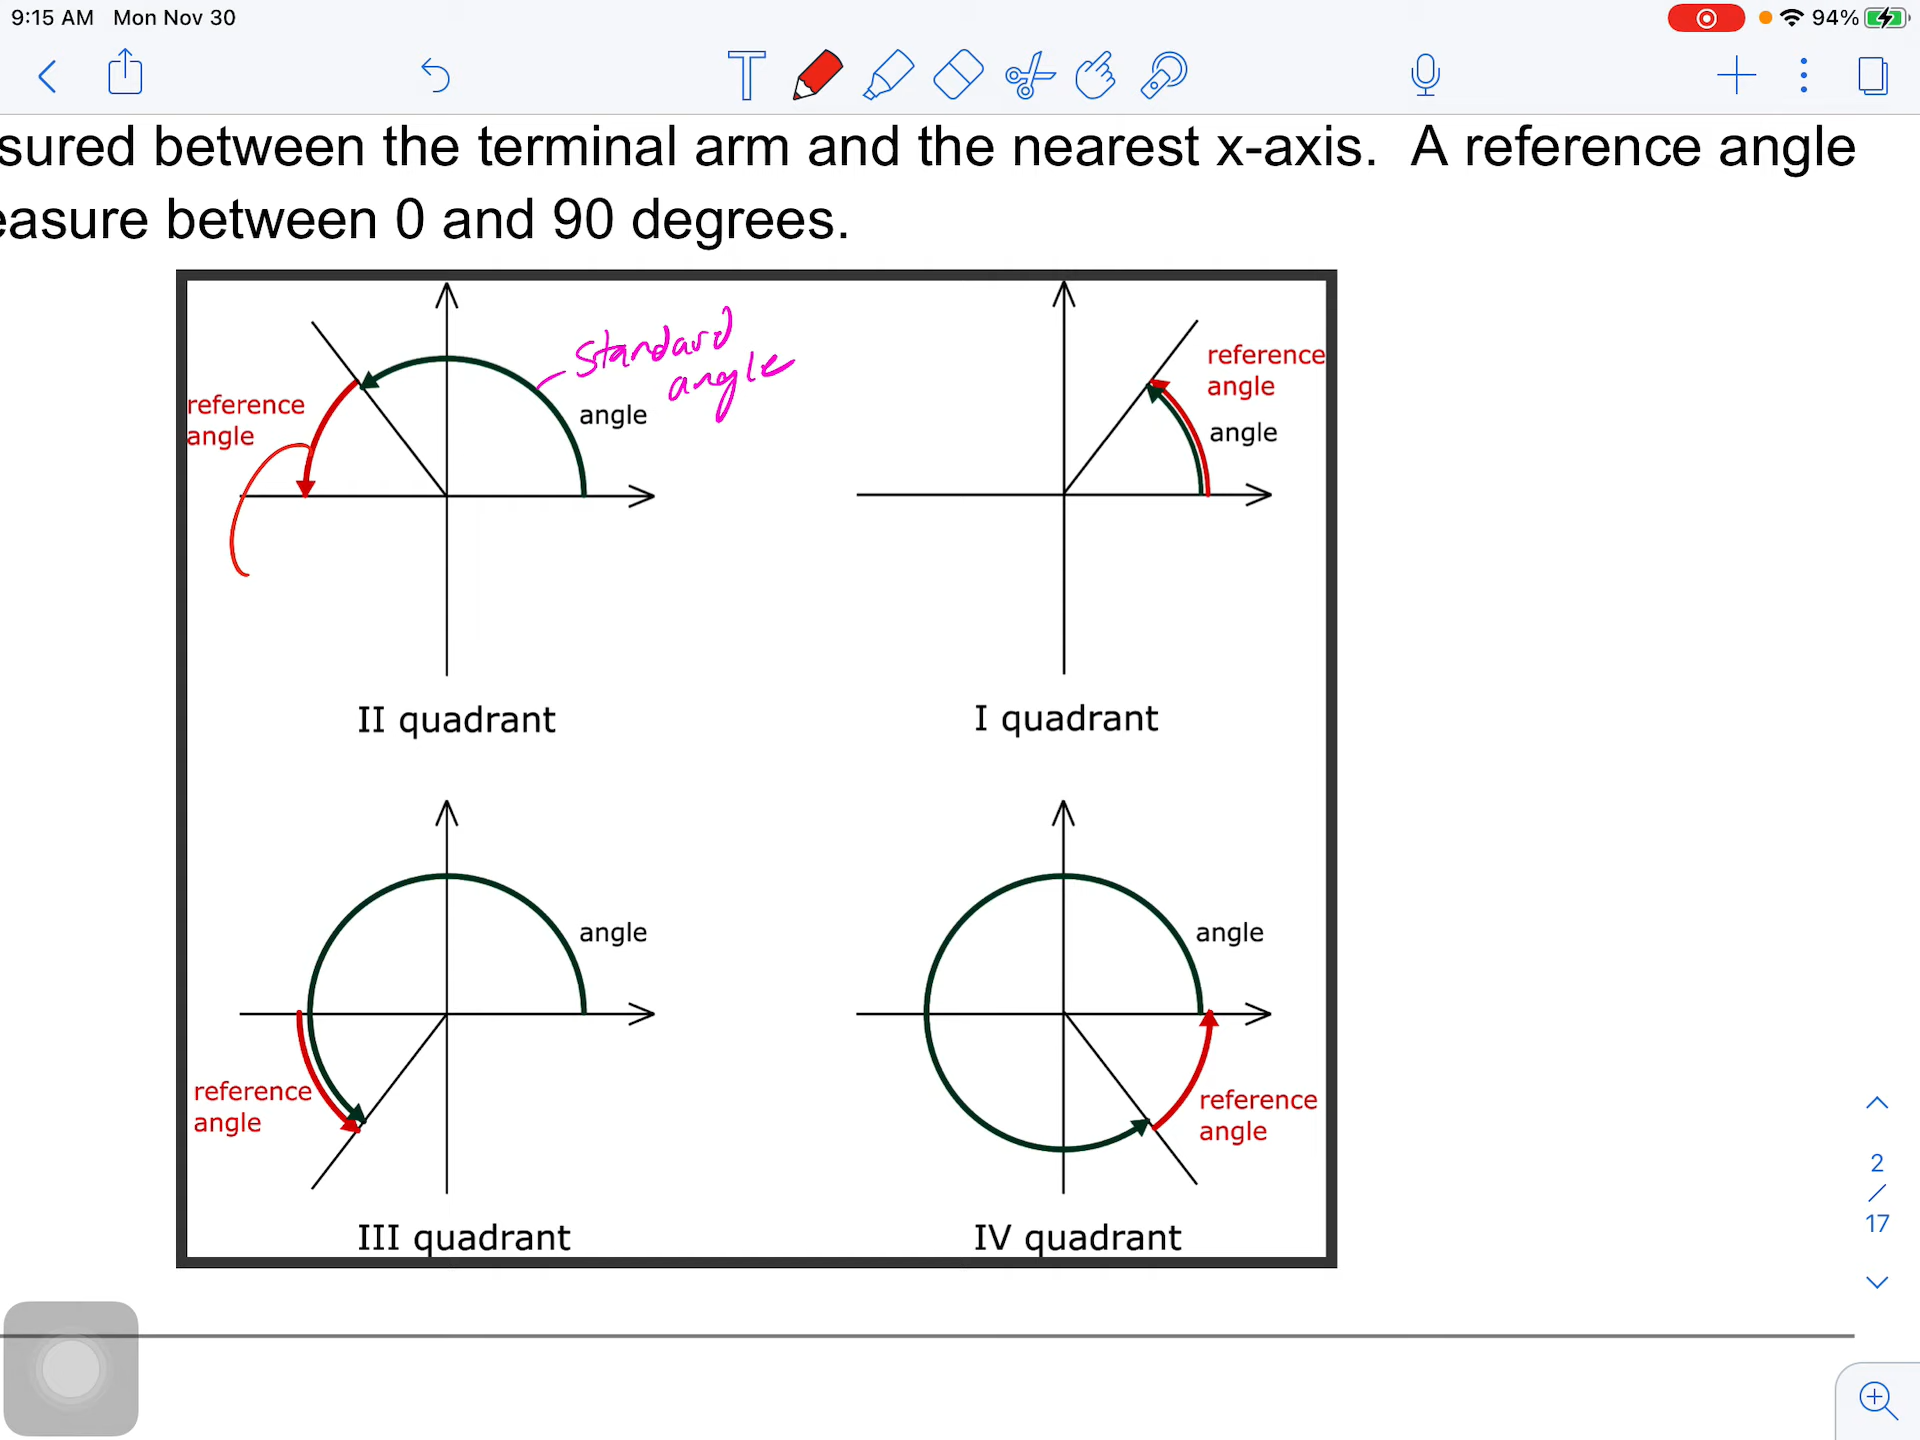 9:15 AM Mon Nov 30
94%
T
sured between the terminal arm and the nearest x-axis. A reference angle
easure between 0 and 90 degrees.
Standard
angle
reference
angle
angle
II quadrant
reference
angle
angle
I quadrant
angle
reference
angle
III quadrant
angle
reference
angle
IV quadrant
2
/
17